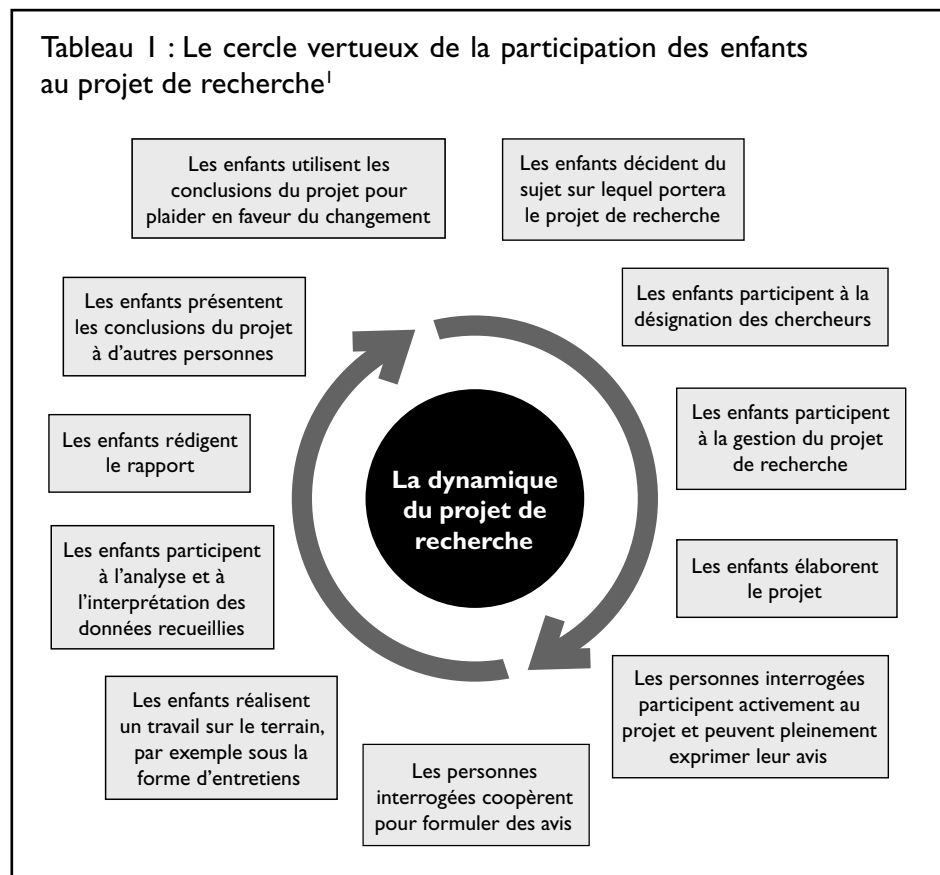 Tableau 1 : Le cercle vertueux de la participation des enfants
au projet de recherche¹
Les enfants utilisent les
conclusions du projet pour
plaider en faveur du changement
Les enfants décident du
sujet sur lequel portera
le projet de recherche
Les enfants participent à la
désignation des chercheurs
Les enfants participent
à la gestion du projet
de recherche
Les enfants élaborent
le projet
Les personnes interrogées
participent activement au
projet et peuvent pleinement
exprimer leur avis
Les personnes
interrogées coopèrent
pour formuler des avis
Les enfants réalisent
un travail sur le terrain,
par exemple sous la
forme d’entretiens
Les enfants participent
à l’analyse et à
l’interprétation des
données recueillies
Les enfants rédigent
le rapport
Les enfants présentent
les conclusions du projet
à d’autres personnes
La dynamique
du projet de
recherche